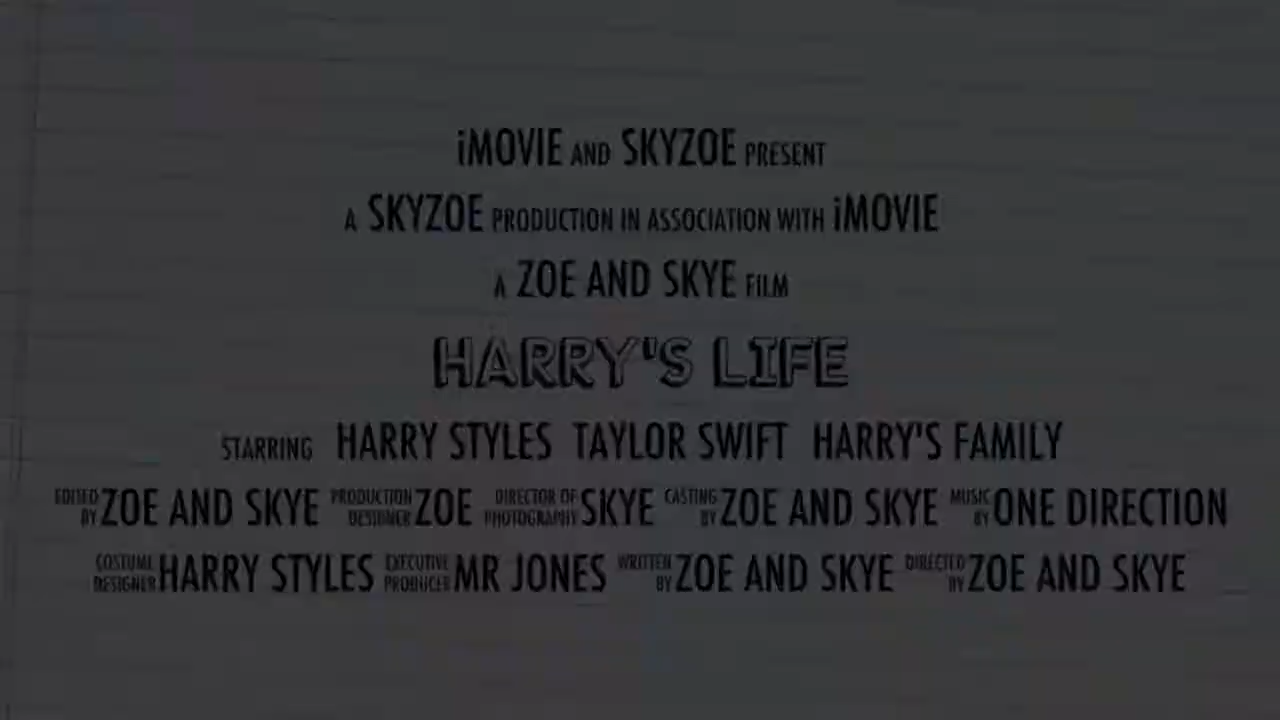 iMOVIE AND SKYZOE PRESENT
A SKYZOE PRODUCTION IN ASSOCIATION WITH iMOVIE
A ZOE AND SKYE FILM
HARRY'S LIFE
STARRING HARRY STYLES TAYLOR SWIFT HARRY'S FAMILY
EDITED BY ZOE AND SKYE PRODUCTION DESIGNER ZOE DIRECTOR OF PHOTOGRAPHY SKYE CASTING BY ZOE AND SKYE MUSIC BY ONE DIRECTION
COSTUME DESIGNER HARRY STYLES EXECUTIVE PRODUCER MR JONES WRITTEN BY ZOE AND SKYE DIRECTED BY ZOE AND SKYE